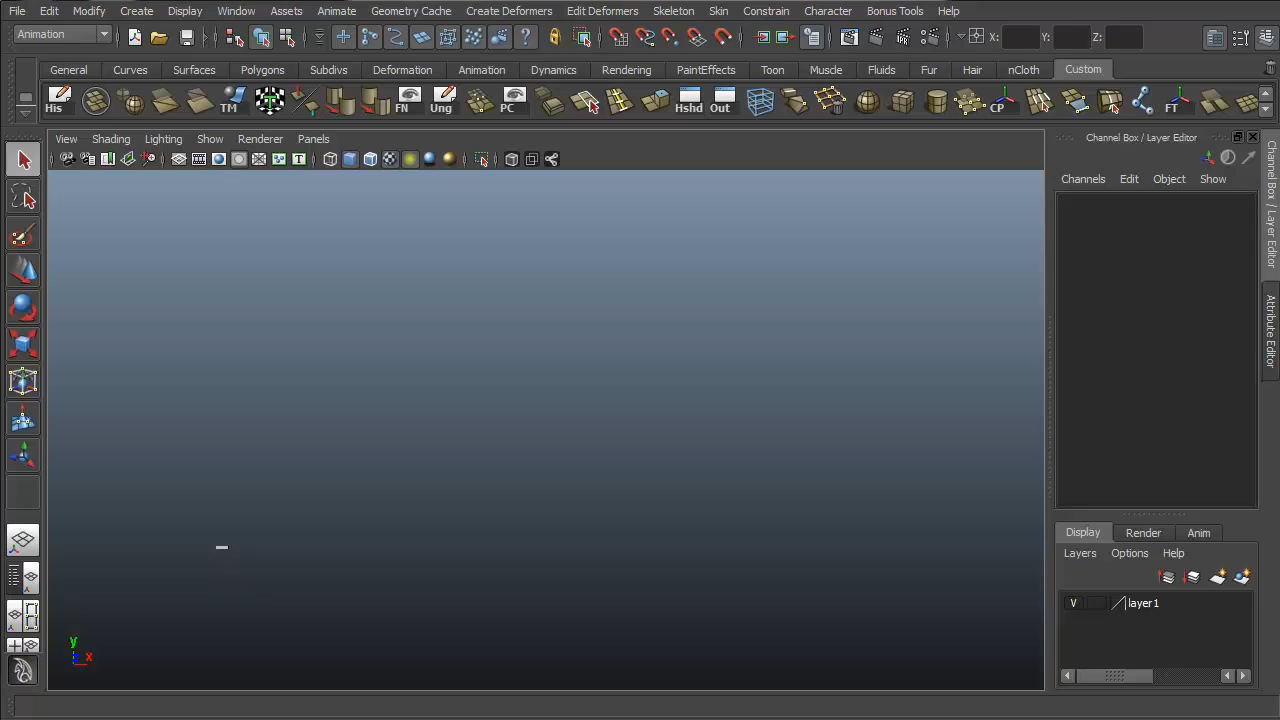 File Edit Modify Create Display Window Assets Animate Geometry Cache Create Deformers Edit Deformers Skeleton Skin Constrain Character Bonus Tools Help
Animation ? X: Y: Z:
General Curves Surfaces Polygons Subdivs Deformation Animation Dynamics Rendering PaintEffects Toon Muscle Fluids Fur Hair nCloth Custom
His TM FN Ung PC Hshd Out CP FT
View Shading Lighting Show Renderer Panels
Channel Box / Layer Editor
Channels Edit Object Show
Channel Box / Layer Editor
Attribute Editor
Display Render Anim
Layers Options Help
V layer1
y
x